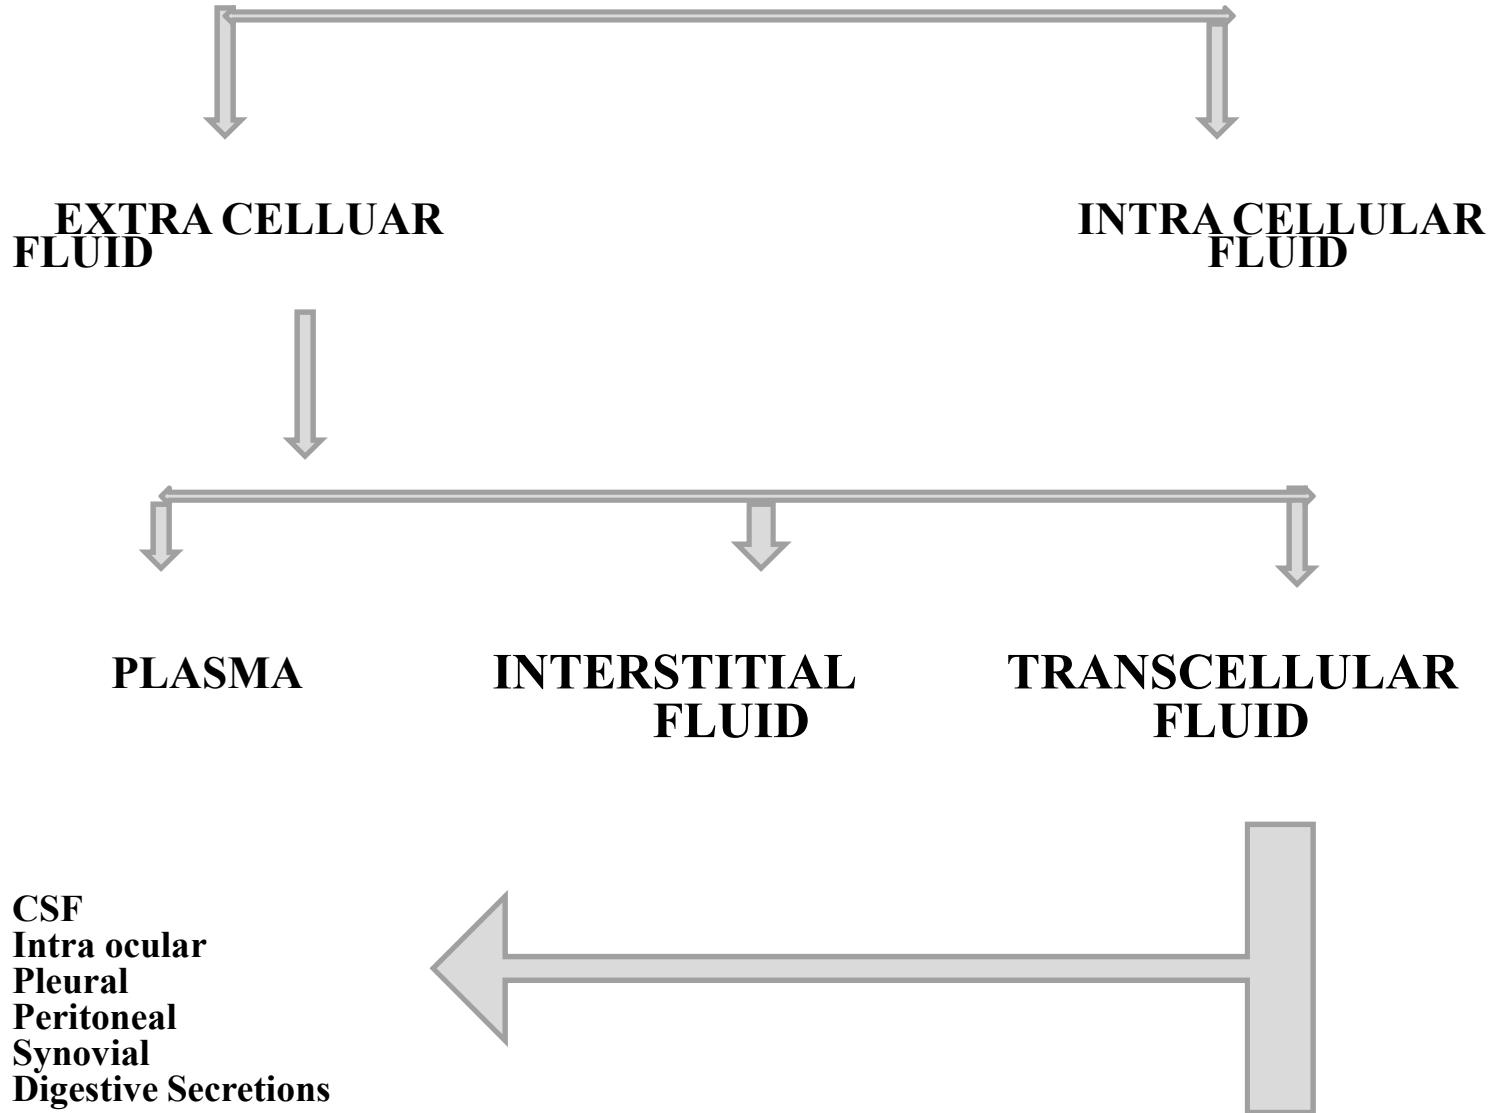 EXTRA CELLUAR
FLUID
INTRA CELLULAR
FLUID
PLASMA
INTERSTITIAL
FLUID
TRANSCELLULAR
FLUID
CSF
Intra ocular
Pleural
Peritoneal
Synovial
Digestive Secretions